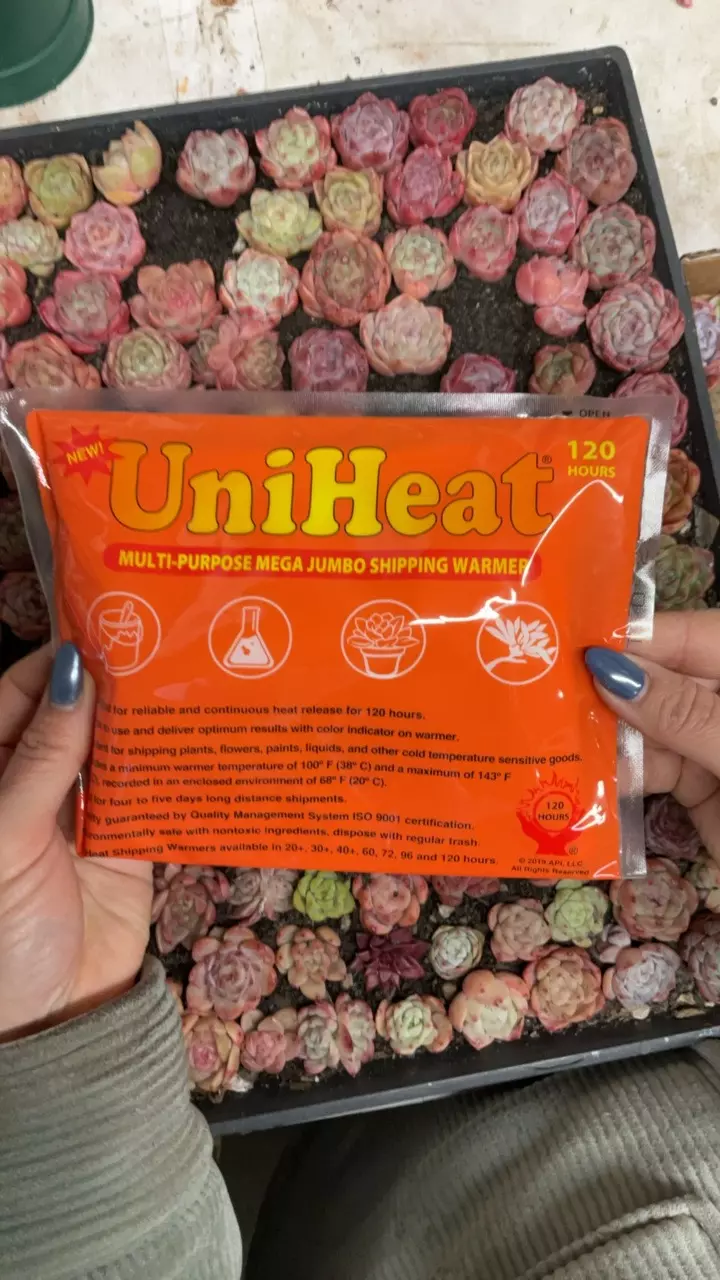 OPEN
NEW!
UniHeat®
120
HOURS
MULTI-PURPOSE MEGA JUMBO SHIPPING WARMER
for reliable and continuous heat release for 120 hours.
use and deliver optimum results with color indicator on warmer.
for shipping plants, flowers, paints, liquids, and other cold temperature sensitive goods.
a minimum warmer temperature of 100° F (38° C) and a maximum of 143° F
recorded in an enclosed environment of 68° F (20° C).
for four to five days long distance shipments.
guaranteed by Quality Management System ISO 9001 certification.
ronmentally safe with nontoxic ingredients, dispose with regular trash.
Heat Shipping Warmers available in 20+, 30+, 40+, 60, 72, 96 and 120 hours.
120
HOURS
®
All Rights Reserved